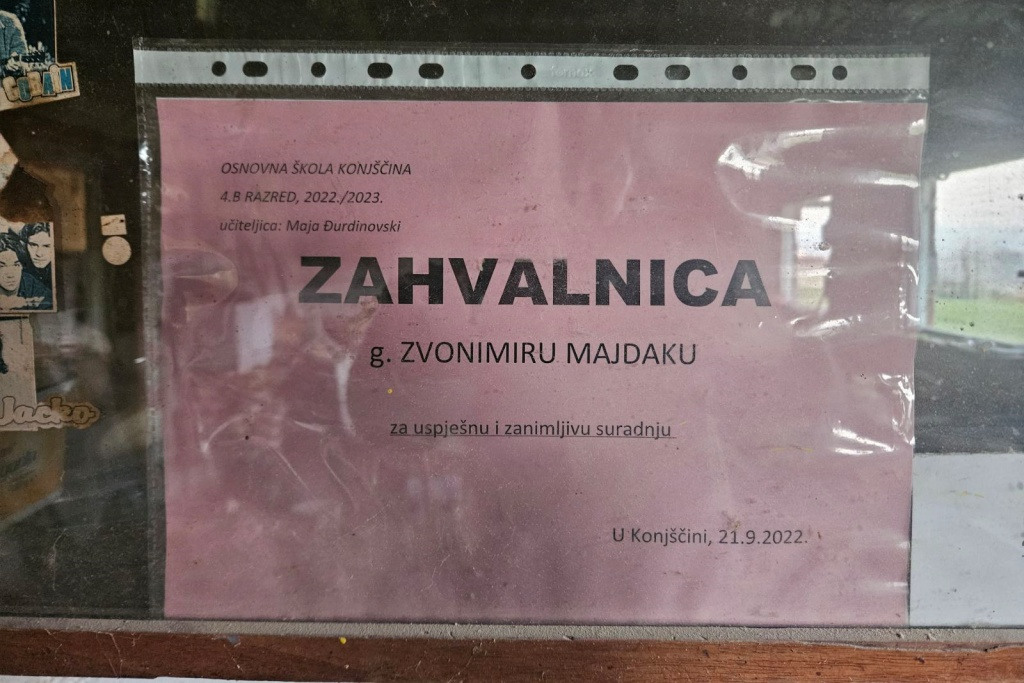 OSNOVNA ŠKOLA KONJŠČINA
4.B RAZRED, 2022./2023.
učiteljica: Maja Đurdinovski
ZAHVALNICA
g. ZVONIMIRU MAJDAKU
za uspješnu i zanimljivu suradnju
U Konjščini, 21.9.2022.
Jacko